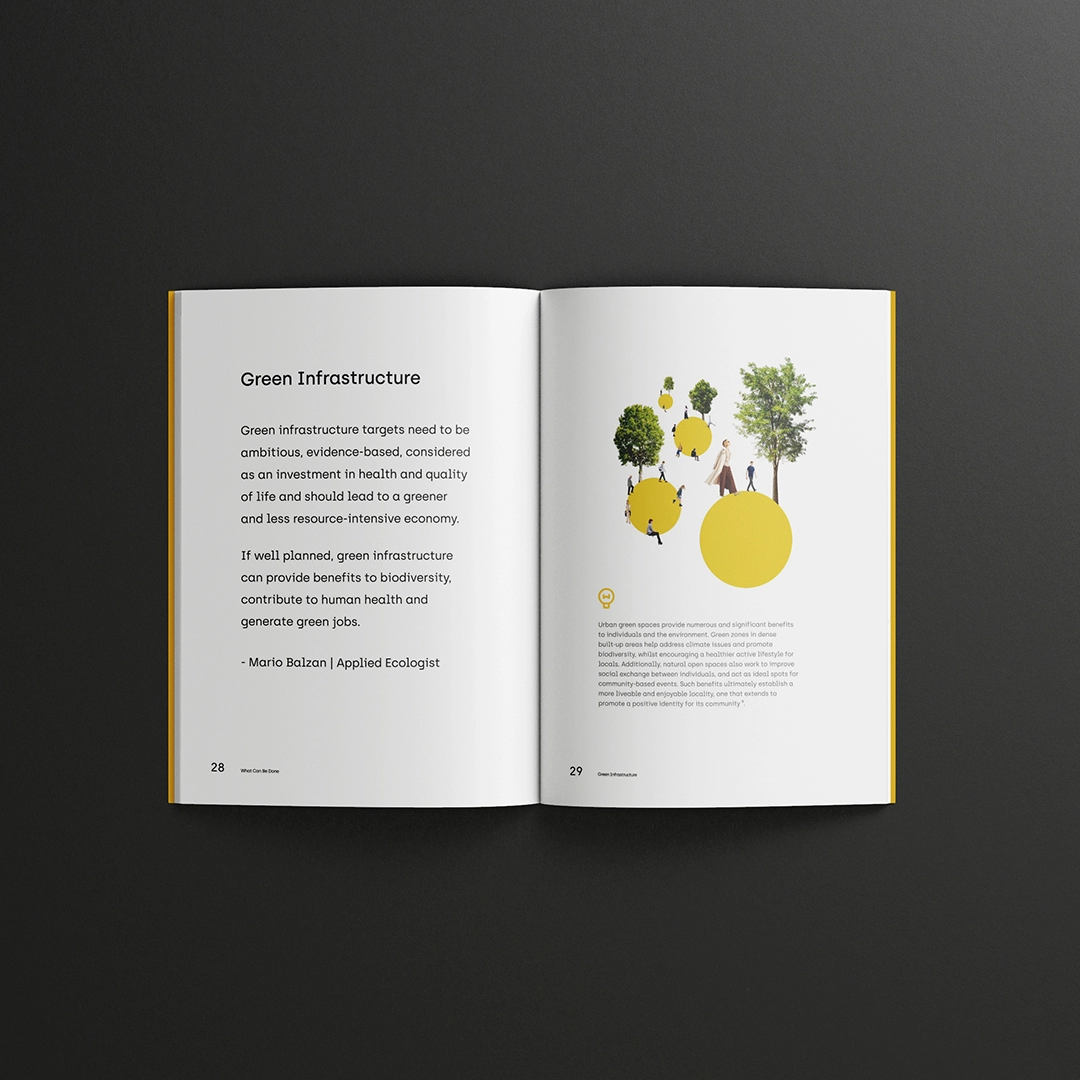 Green Infrastructure
Green infrastructure targets need to be
ambitious, evidence-based, considered
as an investment in health and quality
of life and should lead to a greener
and less resource-intensive economy.
If well planned, green infrastructure
can provide benefits to biodiversity,
contribute to human health and
generate green jobs.
- Mario Balzan | Applied Ecologist
28
What Can Be Done
Urban green spaces provide numerous and significant benefits
to individuals and the environment. Green zones in dense
built-up areas help address climate issues and promote
biodiversity, whilst encouraging a healthier active lifestyle for
locals. Additionally, natural open spaces also work to improve
social exchange between individuals, and act as ideal spots for
community-based events. Such benefits ultimately establish a
more liveable and enjoyable locality, one that extends to
promote a positive identity for its community
29
Green Infrastructure